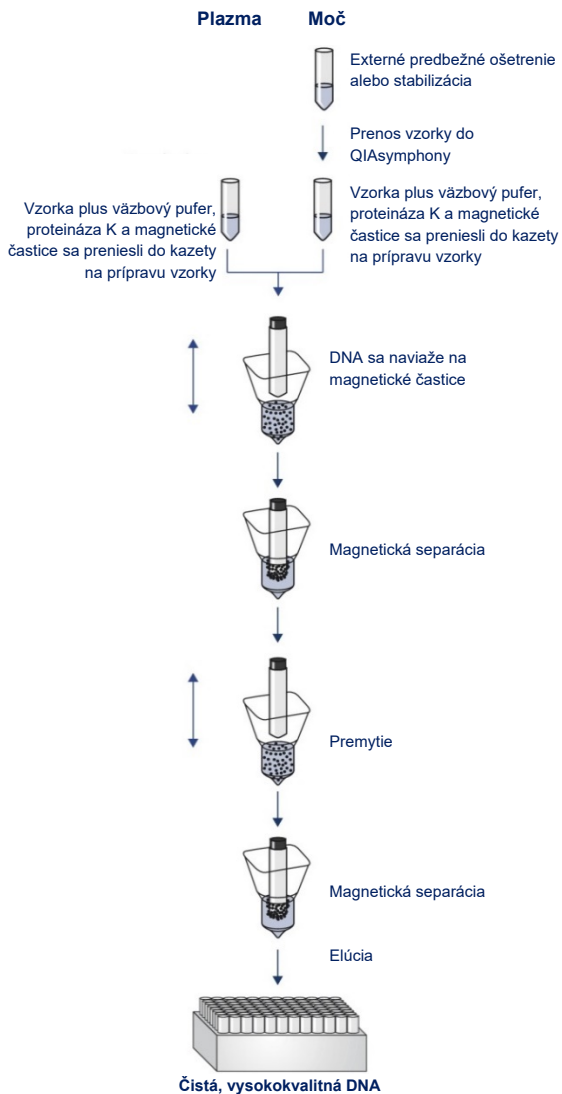 Plazma Moč
Externé predbežné ošetrenie
alebo stabilizácia
Prenos vzorky do
QIAsymphony
Vzorka plus väzbový pufer,
proteináza K a magnetické
častice sa preniesli do kazety
na prípravu vzorky
Vzorka plus väzbový pufer,
proteináza K a magnetické
častice sa preniesli do kazety
na prípravu vzorky
DNA sa naviaže na
magnetické častice
Magnetická separácia
Premytie
Magnetická separácia
Elúcia
Čistá, vysokokvalitná DNA